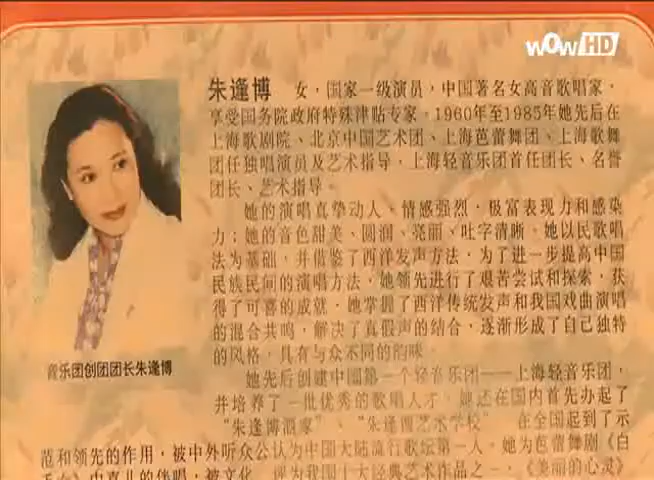 wow HD
朱逢博 女，国家一级演员，中国著名女高音歌唱家，
享受国务院政府特殊津贴专家。1960年至1985年她先后在
上海歌剧院、北京中国艺术团、上海芭蕾舞团、上海歌舞
团任独唱演员及艺术指导，上海轻音乐团首任团长、名誉
团长、艺术指导。
她的演唱真挚动人、情感强烈，极富表现力和感染
力；她的音色甜美、圆润、亮丽、吐字清晰。她以民歌唱
法为基础，并借鉴了西洋发声方法，为了进一步提高中国
民族民间的演唱方法，她领先进行了艰苦尝试和探索，获
得了可喜的成就，她掌握了西洋传统发声和我国戏曲演唱
的混合共鸣，解决了真假声的结合，逐渐形成了自己独特
的风格，具有与众不同的韵味。
音乐团创团团长朱逢博
她先后创建中国第一个轻音乐团——上海轻音乐团，
并培养了一批优秀的歌唱人才，她还在国内首先办起了
“朱逢博酒家”、“朱逢博艺术学校” 在全国起到了示
范和领先的作用，被中外听众公认为中国大陆流行歌坛第一人。她为芭蕾舞剧《白
毛女》中喜儿的伴唱，被文化 评为我国十大经典艺术作品之一，《美丽的心灵》